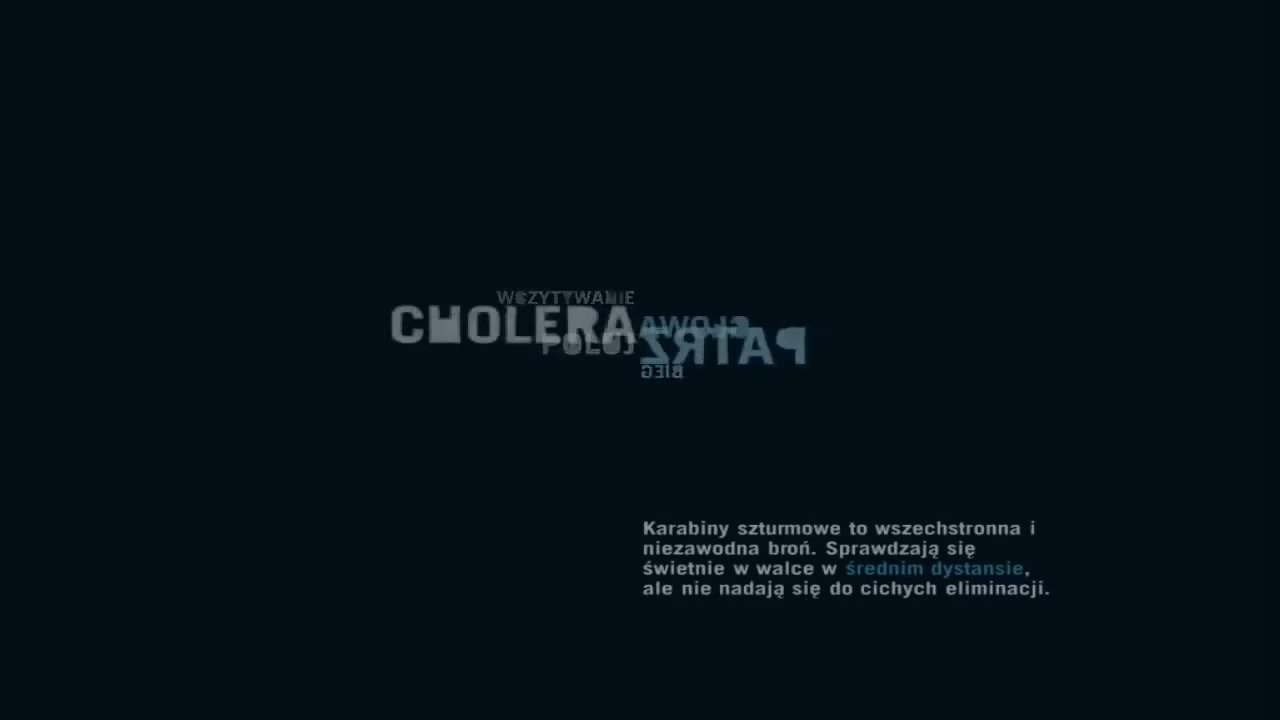 WCZYTYWANIE
CHOLERA
SŁOWA
PATRZ
BIEG
Karabiny szturmowe to wszechstronna i
niezawodna broń. Sprawdzają się
świetnie w walce w średnim dystansie,
ale nie nadają się do cichych eliminacji.